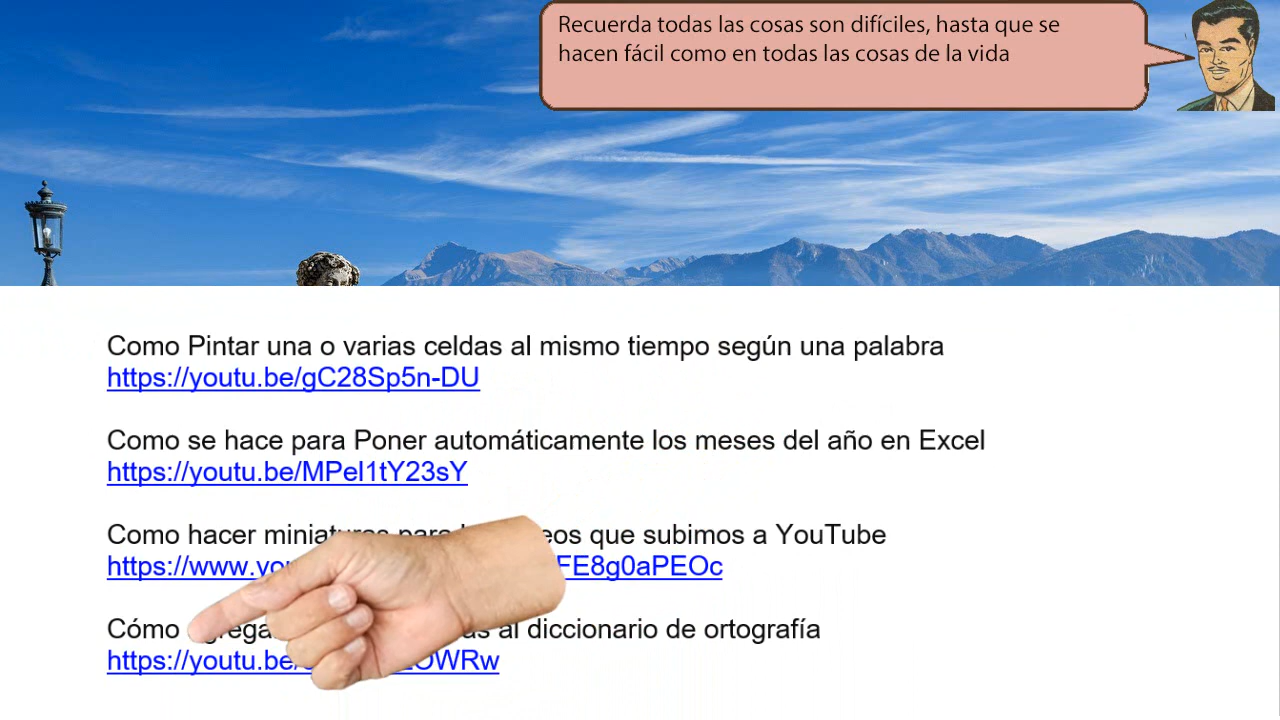 Recuerda todas las cosas son difíciles, hasta que se
hacen fácil como en todas las cosas de la vida
Como Pintar una o varias celdas al mismo tiempo según una palabra
https://youtu.be/gC28Sp5n-DU
Como se hace para Poner automáticamente los meses del año en Excel
https://youtu.be/MPel1tY23sY
Como hacer miniaturas para que subimos a YouTube
https://www.yo FE8g0aPEOc
Cómo al diccionario de ortografía
https://youtu.be/ OWRw